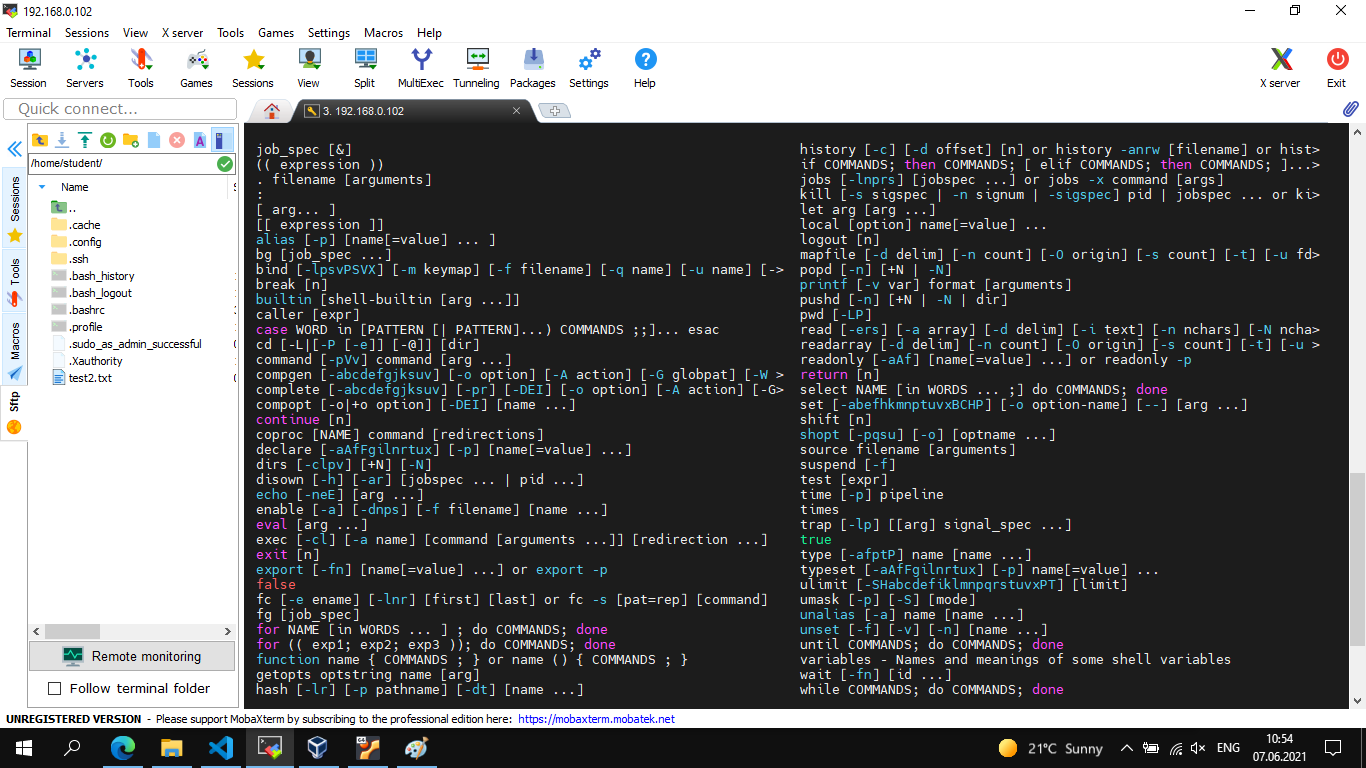 192.168.0.102
Terminal Sessions View X server Tools Games Settings Macros Help
Session Servers Tools Games Sessions View Split MultiExec Tunneling Packages Settings Help X server Exit
Quick connect...
3. 192.168.0.102
/home/student/
Name
..
.cache
.config
.ssh
.bash_history
.bash_logout
.bashrc
.profile
.sudo_as_admin_successful
.Xauthority
test2.txt
Sessions
Tools
Macros
Sftp
Remote monitoring
Follow terminal folder
job_spec [&]
(( expression ))
. filename [arguments]
:
[ arg... ]
[[ expression ]]
alias [-p] [name[=value] ... ]
bg [job_spec ...]
bind [-lpsvPSVX] [-m keymap] [-f filename] [-q name] [-u name] [->
break [n]
builtin [shell-builtin [arg ...]]
caller [expr]
case WORD in [PATTERN [| PATTERN]...) COMMANDS ;;]... esac
cd [-L|[-P [-e]] [-@]] [dir]
command [-pVv] command [arg ...]
compgen [-abcdefgjksuv] [-o option] [-A action] [-G globpat] [-W >
complete [-abcdefgjksuv] [-pr] [-DEI] [-o option] [-A action] [-G>
compopt [-o|+o option] [-DEI] [name ...]
continue [n]
coproc [NAME] command [redirections]
declare [-aAfFgilnrtux] [-p] [name[=value] ...]
dirs [-clpv] [+N] [-N]
disown [-h] [-ar] [jobspec ... | pid ...]
echo [-neE] [arg ...]
enable [-a] [-dnps] [-f filename] [name ...]
eval [arg ...]
exec [-cl] [-a name] [command [arguments ...]] [redirection ...]
exit [n]
export [-fn] [name[=value] ...] or export -p
false
fc [-e ename] [-lnr] [first] [last] or fc -s [pat=rep] [command]
fg [job_spec]
for NAME [in WORDS ... ] ; do COMMANDS; done
for (( exp1; exp2; exp3 )); do COMMANDS; done
function name { COMMANDS ; } or name () { COMMANDS ; }
getopts optstring name [arg]
hash [-lr] [-p pathname] [-dt] [name ...]
history [-c] [-d offset] [n] or history -anrw [filename] or hist>
if COMMANDS; then COMMANDS; [ elif COMMANDS; then COMMANDS; ]...>
jobs [-lnprs] [jobspec ...] or jobs -x command [args]
kill [-s sigspec | -n signum | -sigspec] pid | jobspec ... or ki>
let arg [arg ...]
local [option] name[=value] ...
logout [n]
mapfile [-d delim] [-n count] [-O origin] [-s count] [-t] [-u fd>
popd [-n] [+N | -N]
printf [-v var] format [arguments]
pushd [-n] [+N | -N | dir]
pwd [-LP]
read [-ers] [-a array] [-d delim] [-i text] [-n nchars] [-N ncha>
readarray [-d delim] [-n count] [-O origin] [-s count] [-t] [-u >
readonly [-aAf] [name[=value] ...] or readonly -p
return [n]
select NAME [in WORDS ... ;] do COMMANDS; done
set [-abefhkmnptuvxBCHP] [-o option-name] [--] [arg ...]
shift [n]
shopt [-pqsu] [-o] [optname ...]
source filename [arguments]
suspend [-f]
test [expr]
time [-p] pipeline
times
trap [-lp] [[arg] signal_spec ...]
true
type [-afptP] name [name ...]
typeset [-aAfFgilnrtux] [-p] name[=value] ...
ulimit [-SHabcdefiklmnpqrstuvxPT] [limit]
umask [-p] [-S] [mode]
unalias [-a] name [name ...]
unset [-f] [-v] [-n] [name ...]
until COMMANDS; do COMMANDS; done
variables - Names and meanings of some shell variables
wait [-fn] [id ...]
while COMMANDS; do COMMANDS; done
UNREGISTERED VERSION - Please support MobaXterm by subscribing to the professional edition here: https://mobaxterm.mobatek.net
21°C Sunny ENG 10:54
07.06.2021